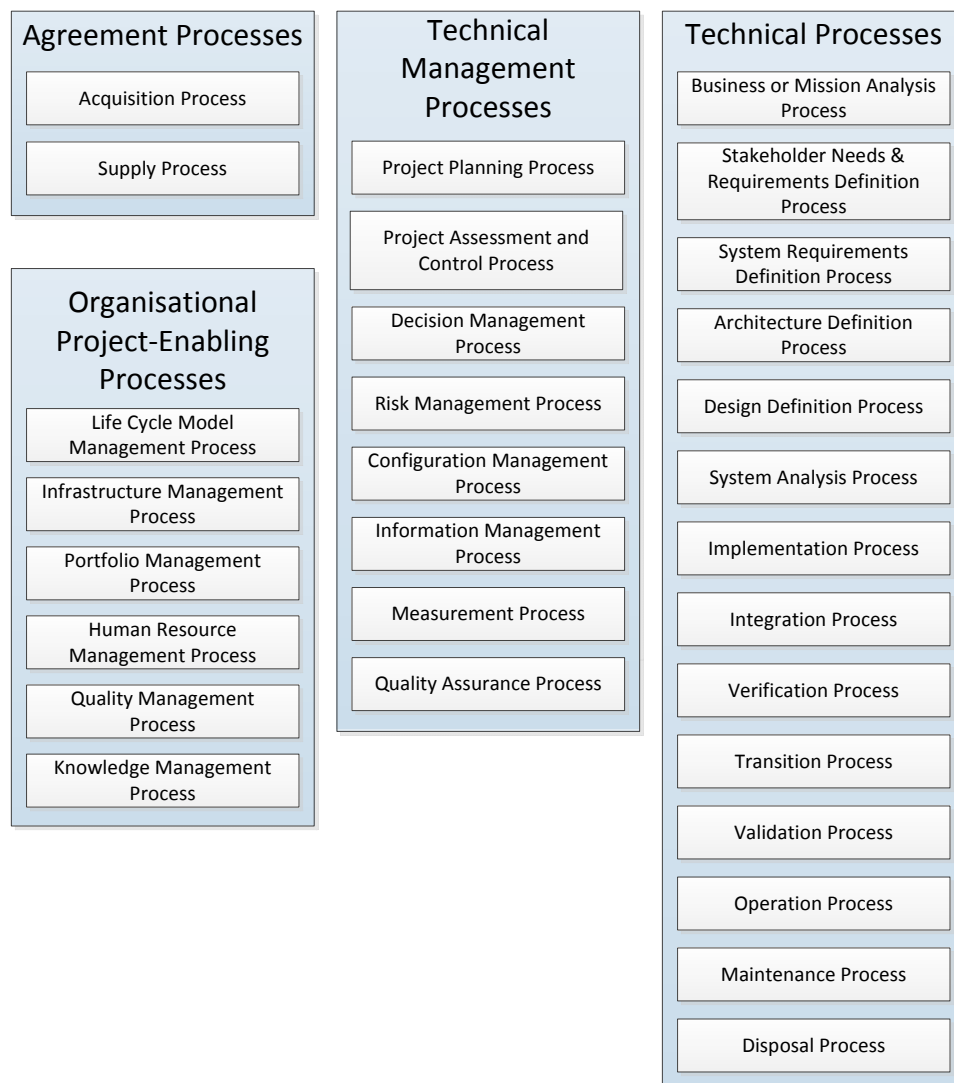 Agreement Processes
Acquisition Process
Supply Process
Organisational
Project-Enabling
Processes
Life Cycle Model
Management Process
Infrastructure Management
Process
Portfolio Management
Process
Human Resource
Management Process
Quality Management
Process
Knowledge Management
Process
Technical
Management
Processes
Project Planning Process
Project Assessment and
Control Process
Decision Management
Process
Risk Management Process
Configuration Management
Process
Information Management
Process
Measurement Process
Quality Assurance Process
Technical Processes
Business or Mission Analysis
Process
Stakeholder Needs &
Requirements Definition
Process
System Requirements
Definition Process
Architecture Definition
Process
Design Definition Process
System Analysis Process
Implementation Process
Integration Process
Verification Process
Transition Process
Validation Process
Operation Process
Maintenance Process
Disposal Process